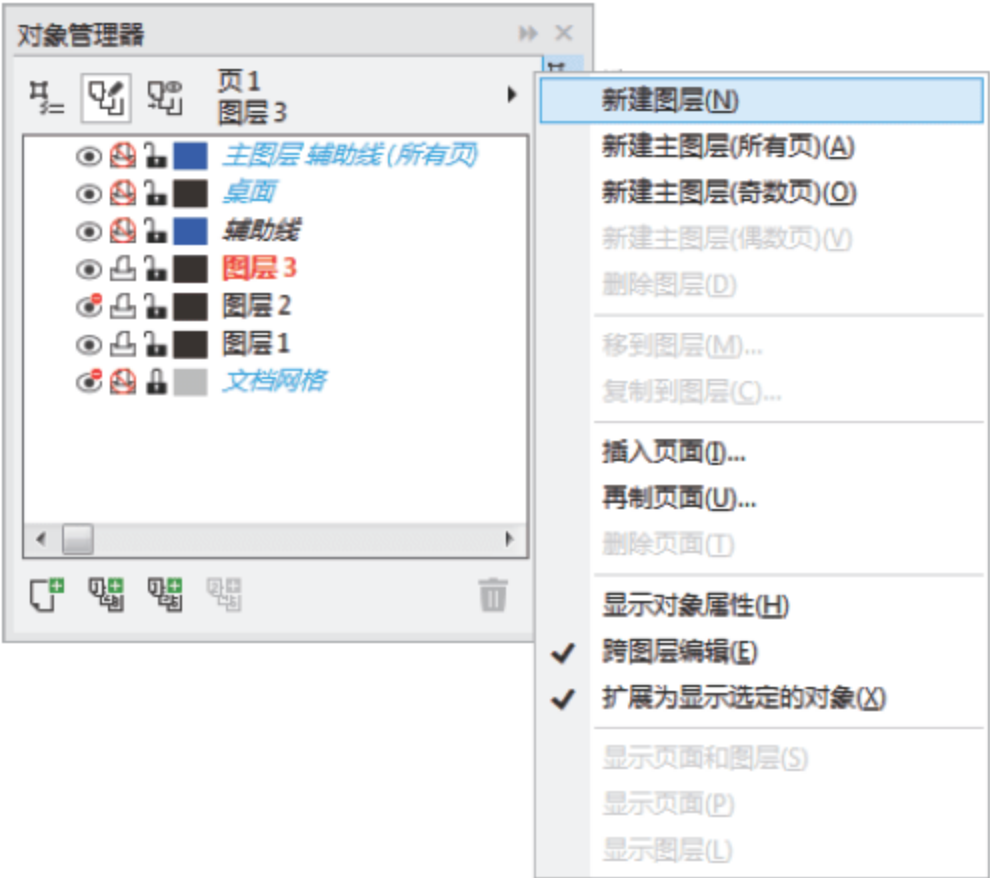 对象管理器
页1
图层3
主图层 辅助线 (所有页)
桌面
辅助线
图层 3
图层 2
图层 1
文档网格
新建图层(N)
新建主图层(所有页)(A)
新建主图层(奇数页)(O)
新建主图层(偶数页)(V)
删除图层(D)
移到图层(M)...
复制到图层(C)...
插入页面(I)...
再制页面(U)...
删除页面(T)
显示对象属性(H)
跨图层编辑(E)
扩展为显示选定的对象(X)
显示页面和图层(S)
显示页面(P)
显示图层(L)